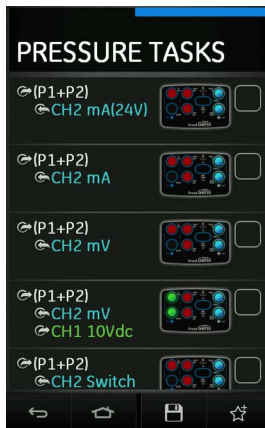 PRESSURE TASKS
(P1+P2)
CH2 mA(24V)
(P1+P2)
CH2 mA
(P1+P2)
CH2 mV
(P1+P2)
CH2 mV
CH1 10Vdc
(P1+P2)
CH2 Switch